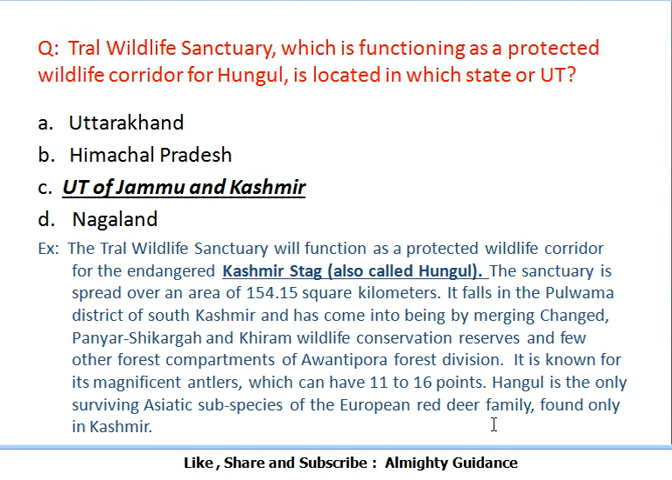 Q: Tral Wildlife Sanctuary, which is functioning as a protected
wildlife corridor for Hungul, is located in which state or UT?
a. Uttarakhand
b. Himachal Pradesh
c. UT of Jammu and Kashmir
d. Nagaland
Ex: The Tral Wildlife Sanctuary will function as a protected wildlife corridor
for the endangered Kashmir Stag (also called Hungul). The sanctuary is
spread over an area of 154.15 square kilometers. It falls in the Pulwama
district of south Kashmir and has come into being by merging Changed,
Panyar-Shikargah and Khiram wildlife conservation reserves and few
other forest compartments of Awantipora forest division. It is known for
its magnificent antlers, which can have 11 to 16 points. Hangul is the only
surviving Asiatic sub-species of the European red deer family, found only
in Kashmir.
Like , Share and Subscribe : Almighty Guidance